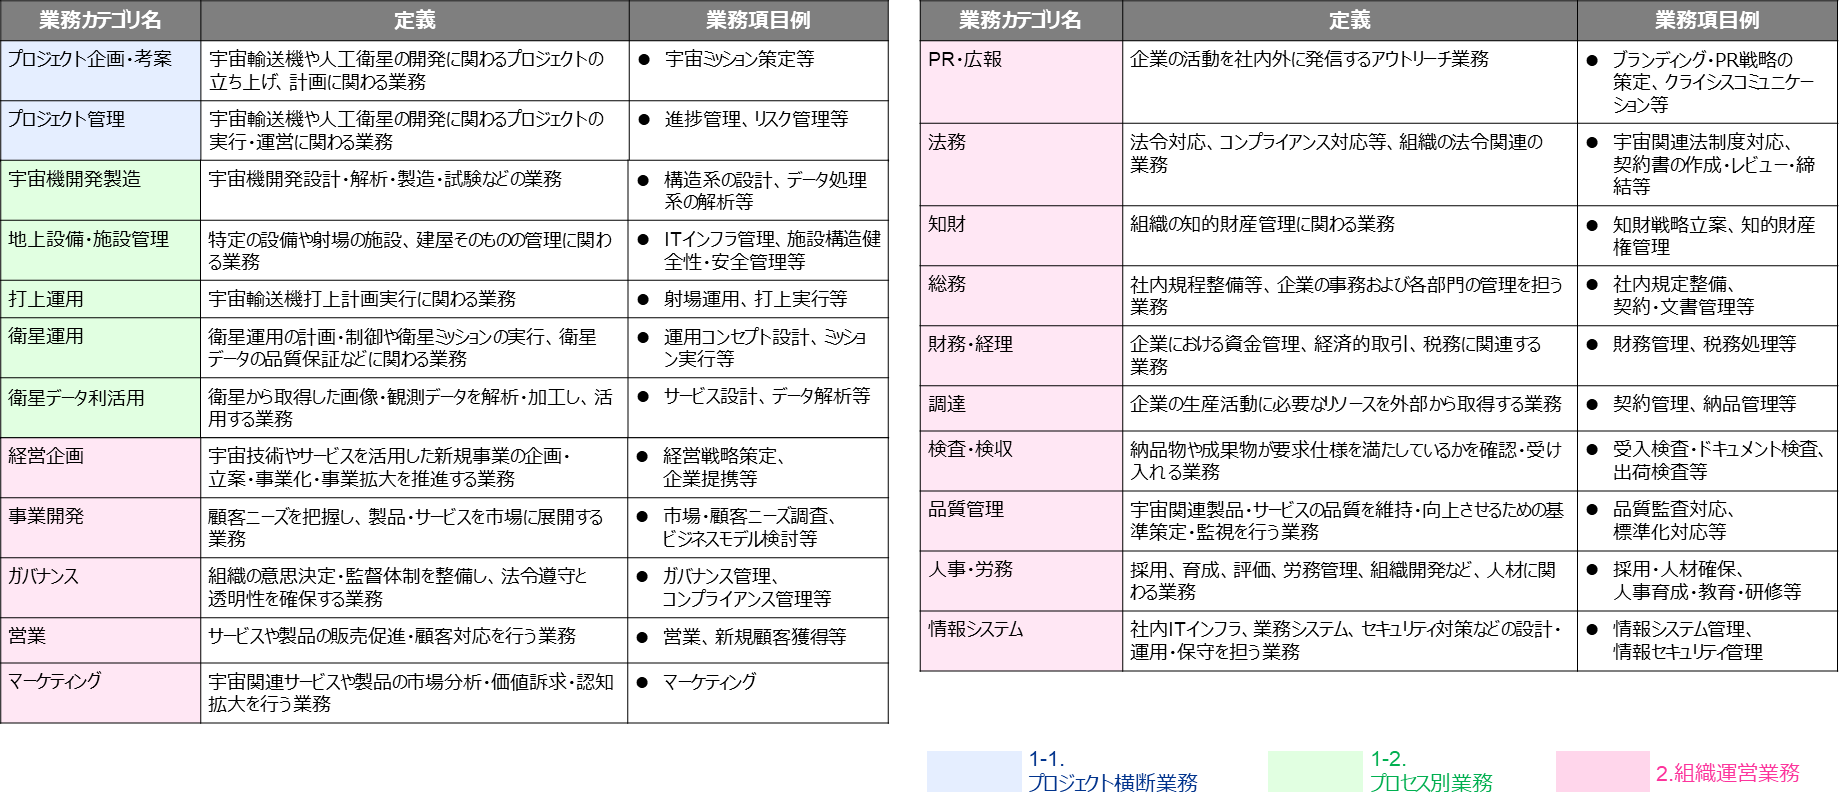 業務カテゴリ名 定義 業務項目例
プロジェクト企画・考案 宇宙輸送機や人工衛星の開発に関わるプロジェクトの ● 宇宙ミッション策定等
立ち上げ、計画に関わる業務
プロジェクト管理 宇宙輸送機や人工衛星の開発に関わるプロジェクトの ● 進捗管理、リスク管理等
実行・運営に関わる業務
宇宙機開発製造 宇宙機開発設計・解析・製造・試験などの業務 ● 構造系の設計、データ処理
系の解析等
地上設備・施設管理 特定の設備や射場の施設、建屋そのものの管理に関わ ● ITインフラ管理、施設構造健
る業務 全性・安全管理等
打上運用 宇宙輸送機打上計画実行に関わる業務 ● 射場運用、打上実行等
衛星運用 衛星運用の計画・制御や衛星ミッションの実行、衛星 ● 運用コンセプト設計、ミッショ
データの品質保証などに関わる業務 ン実行等
衛星データ利活用 衛星から取得した画像・観測データを解析・加工し、活 ● サービス設計、データ解析等
用する業務
経営企画 宇宙技術やサービスを活用した新規事業の企画・ ● 経営戦略策定、
立案・事業化・事業拡大を推進する業務 企業提携等
事業開発 顧客ニーズを把握し、製品・サービスを市場に展開する ● 市場・顧客ニーズ調査、
業務 ビジネスモデル検討等
ガバナンス 組織の意思決定・監督体制を整備し、法令遵守と ● ガバナンス管理、
透明性を確保する業務 コンプライアンス管理等
営業 サービスや製品の販売促進・顧客対応を行う業務 ● 営業、新規顧客獲得等
マーケティング 宇宙関連サービスや製品の市場分析・価値訴求・認知 ● マーケティング
拡大を行う業務
業務カテゴリ名 定義 業務項目例
PR・広報 企業の活動を社内外に発信するアウトリーチ業務 ● ブランディング・PR戦略の
策定、クライシスコミュニケー
ション等
法務 法令対応、コンプライアンス対応等、組織の法令関連の ● 宇宙関連法制度対応、
業務 契約書の作成・レビュー・締
結等
知財 組織の知的財産管理に関わる業務 ● 知財戦略立案、知的財産
権管理
総務 社内規程整備等、企業の事務および各部門の管理を担う ● 社内規定整備、
業務 契約・文書管理等
財務・経理 企業における資金管理、経済的取引、税務に関連する ● 財務管理、税務処理等
業務
調達 企業の生産活動に必要なリソースを外部から取得する業務 ● 契約管理、納品管理等
検査・検収 納品物や成果物が要求仕様を満たしているかを確認・受け ● 受入検査・ドキュメント検査、
入れる業務 出荷検査等
品質管理 宇宙関連製品・サービスの品質を維持・向上させるための基 ● 品質監査対応、
準策定・監視を行う業務 標準化対応等
人事・労務 採用、育成、評価、労務管理、組織開発など、人材に関 ● 採用・人材確保、
わる業務 人事育成・教育・研修等
情報システム 社内ITインフラ、業務システム、セキュリティ対策などの設計・ ● 情報システム管理、
運用・保守を担う業務 情報セキュリティ管理
1-1.
プロジェクト横断業務
1-2.
プロセス別業務
2.組織運営業務